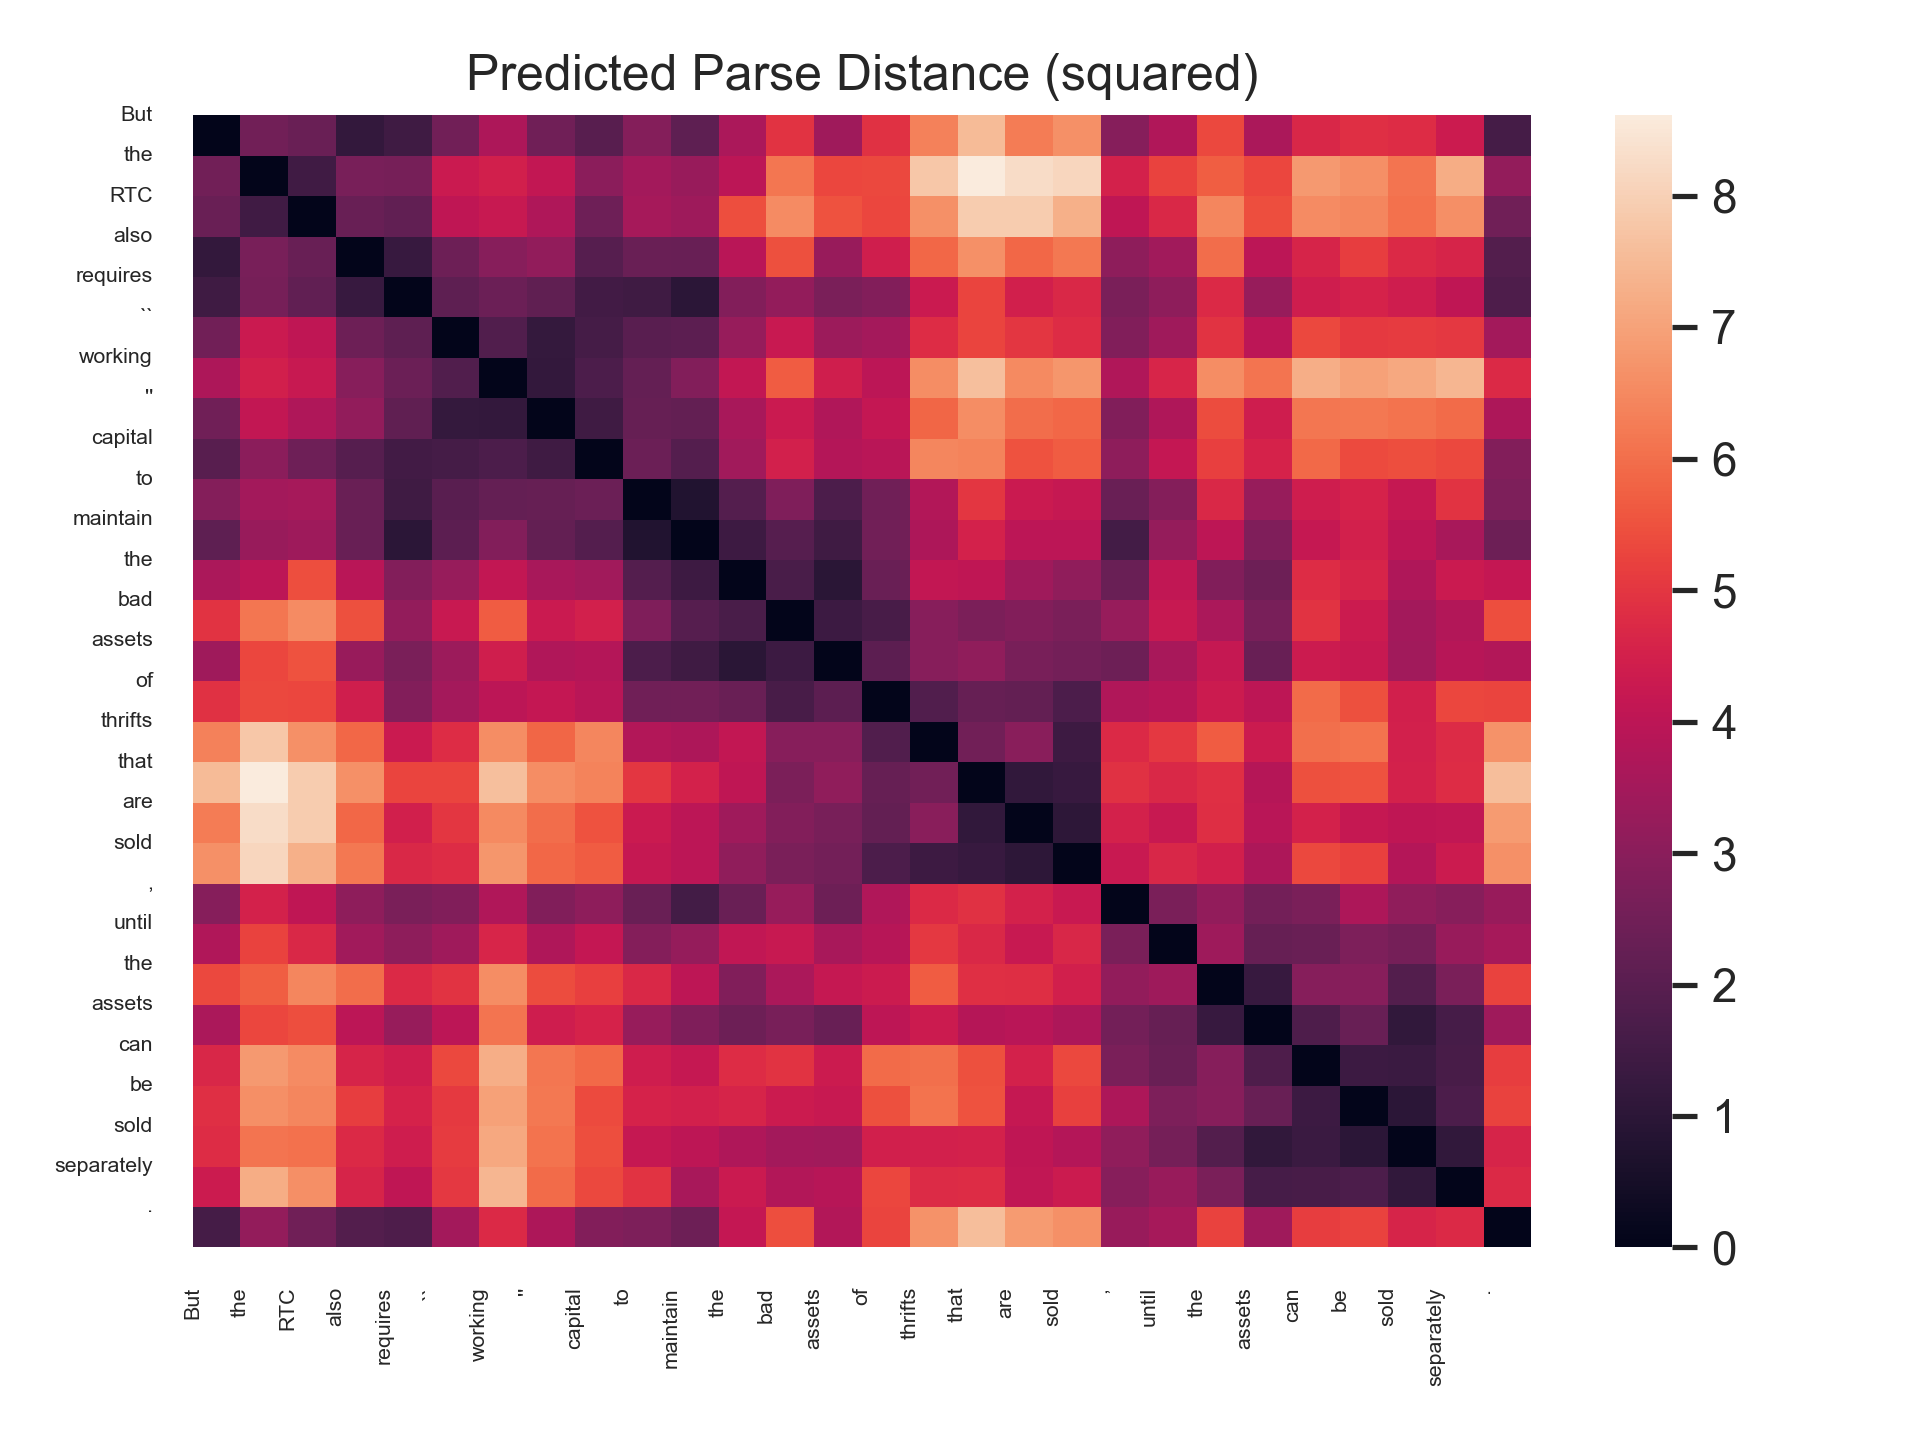 Predicted Parse Distance (squared)
But
the
RTC
also
requires
``
working
''
capital
to
maintain
the
bad
assets
of
thrifts
that
are
sold
,
until
the
assets
can
be
sold
separately
.
8
7
6
5
4
3
2
1
0
But
the
RTC
also
requires
``
working
''
capital
to
maintain
the
bad
assets
of
thrifts
that
are
sold
,
until
the
assets
can
be
sold
separately
.